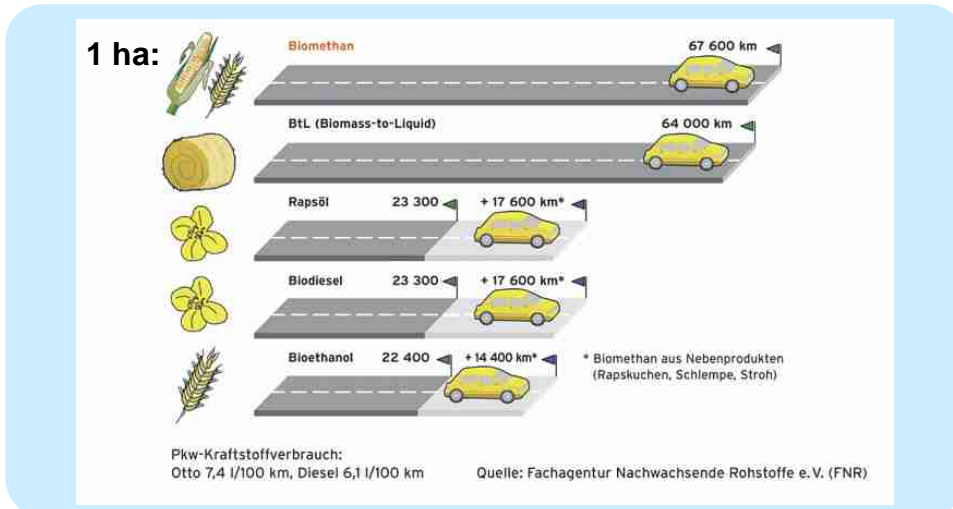 1 ha:
Biomethan 67 600 km
BtL (Biomass-to-Liquid) 64 000 km
Rapsöl 23 300 + 17 600 km*
Biodiesel 23 300 + 17 600 km*
Bioethanol 22 400 + 14 400 km*
* Biomethan aus Nebenprodukten
(Rapskuchen, Schlempe, Stroh)
Pkw-Kraftstoffverbrauch:
Otto 7,4 l/100 km, Diesel 6,1 l/100 km
Quelle: Fachagentur Nachwachsende Rohstoffe e.V. (FNR)